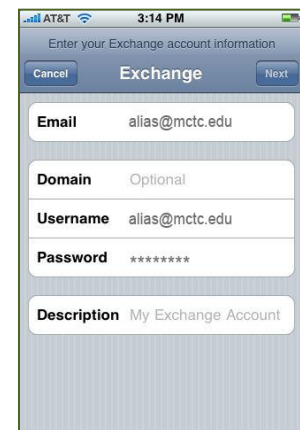 AT&T 3:14 PM
Enter your Exchange account information
Cancel Exchange Next
Email alias@mctc.edu
Domain Optional
Username alias@mctc.edu
Password ********
Description My Exchange Account